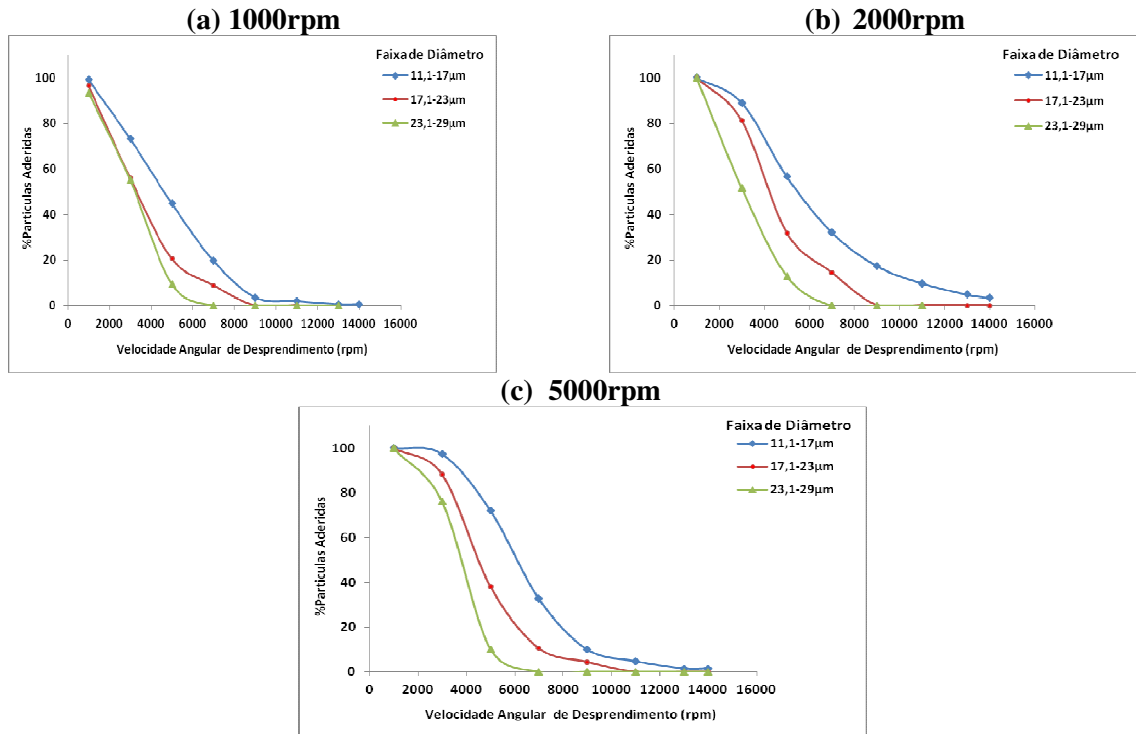 (a) 1000rpm
Faixa de Diâmetro
11,1-17µm
17,1-23µm
23,1-29µm
%Particulas Aderidas
100
80
60
40
20
0
0 2000 4000 6000 8000 10000 12000 14000 16000
Velocidade Angular de Desprendimento (rpm)
(b) 2000rpm
Faixa de Diâmetro
11,1-17µm
17,1-23µm
23,1-29µm
%Particulas Aderidas
100
80
60
40
20
0
0 2000 4000 6000 8000 10000 12000 14000 16000
Velocidade Angular de Desprendimento (rpm)
(c) 5000rpm
Faixa de Diâmetro
11,1-17µm
17,1-23µm
23,1-29µm
%Particulas Aderidas
100
80
60
40
20
0
0 2000 4000 6000 8000 10000 12000 14000 16000
Velocidade Angular de Desprendimento (rpm)